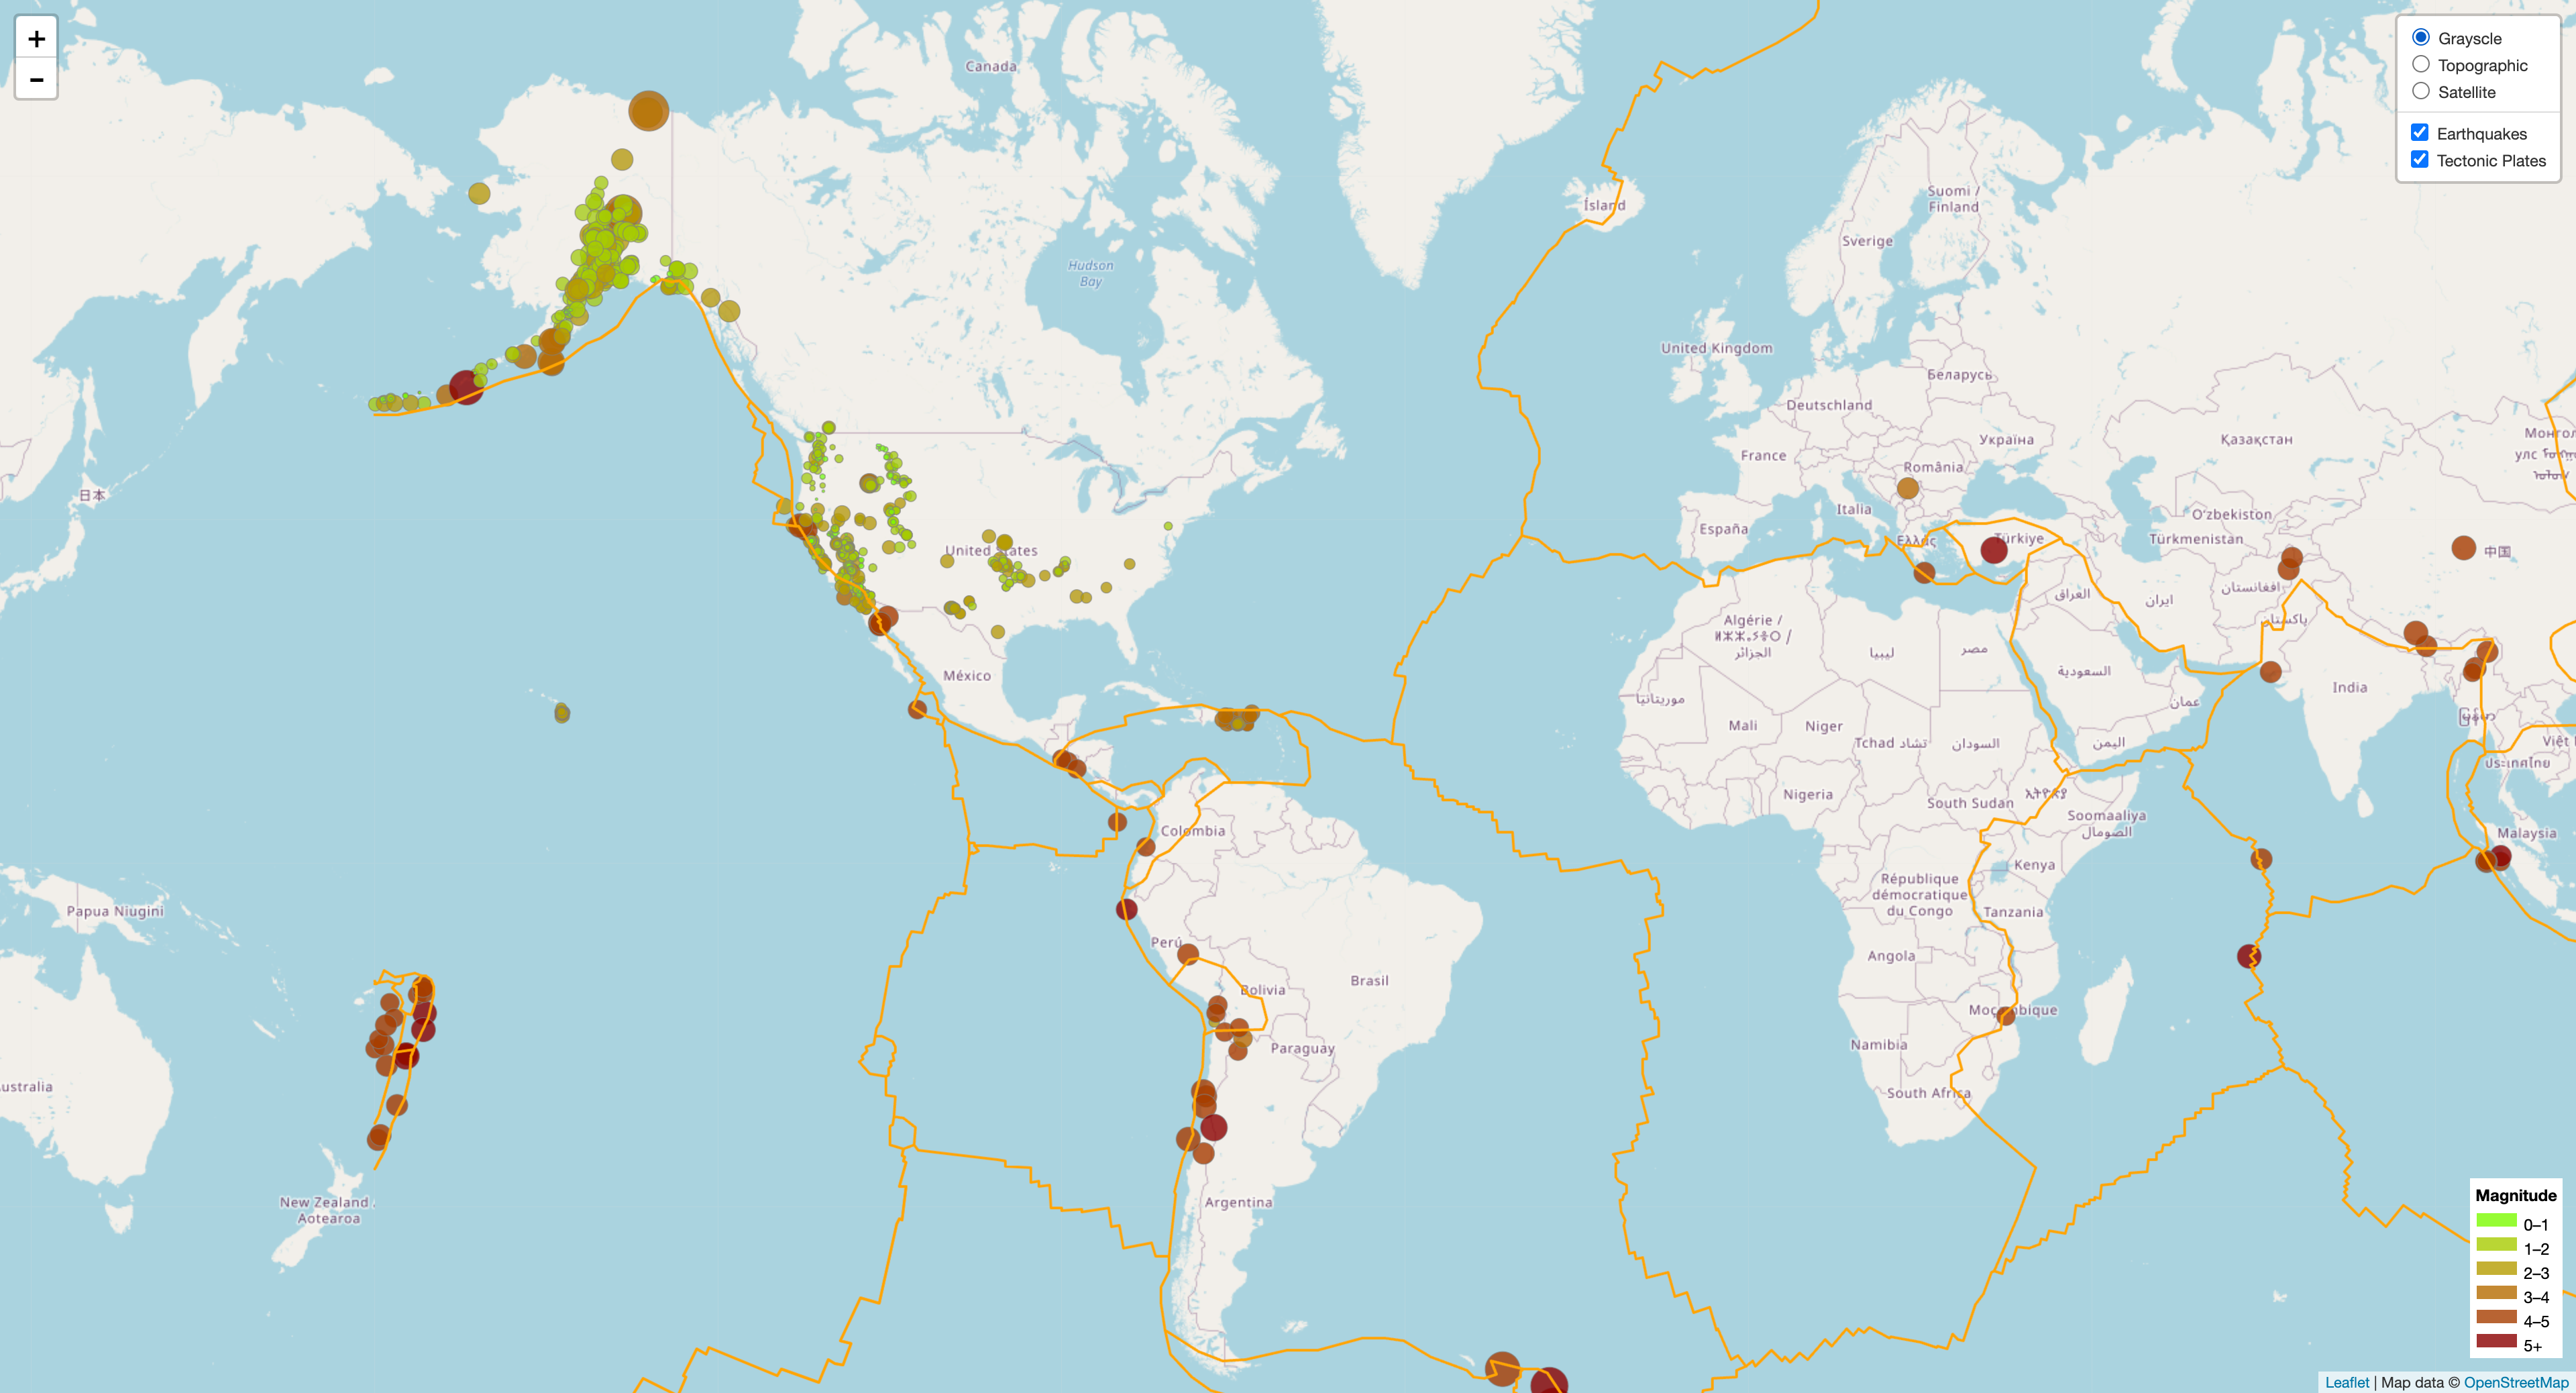 +
−
Grayscle
Topographic
Satellite
Earthquakes
Tectonic Plates
Canada
Hudson
Bay
Ísland
Suomi /
Finland
Sverige
United Kingdom
Беларусь
Deutschland
Україна
Қазақстан
France
România
日本
Italia
España
Ελλάς
Türkiye
O'zbekiston
Türkmenistan
中国
United States
افغانستان
العراق
ایران
پاکستان
Algérie /
ⵍⵣⵣⴰⵢⴻⵔ /
الجزائر
ليبيا
مصر
السعودية
India
México
موريتانيا
عمان
Mali
Niger
Tchad تشاد
السودان
اليمن
ประเทศไทย
Nigeria
South Sudan
ኢትዮጵያ
Soomaaliya
الصومال
Colombia
Malaysia
Kenya
République
démocratique
du Congo
Tanzania
Papua Niugini
Perú
Angola
Brasil
Bolivia
Moçambique
Paraguay
Namibia
ustralia
South Africa
New Zealand
Aotearoa
Argentina
Magnitude
0–1
1–2
2–3
3–4
4–5
5+
Leaflet | Map data © OpenStreetMap